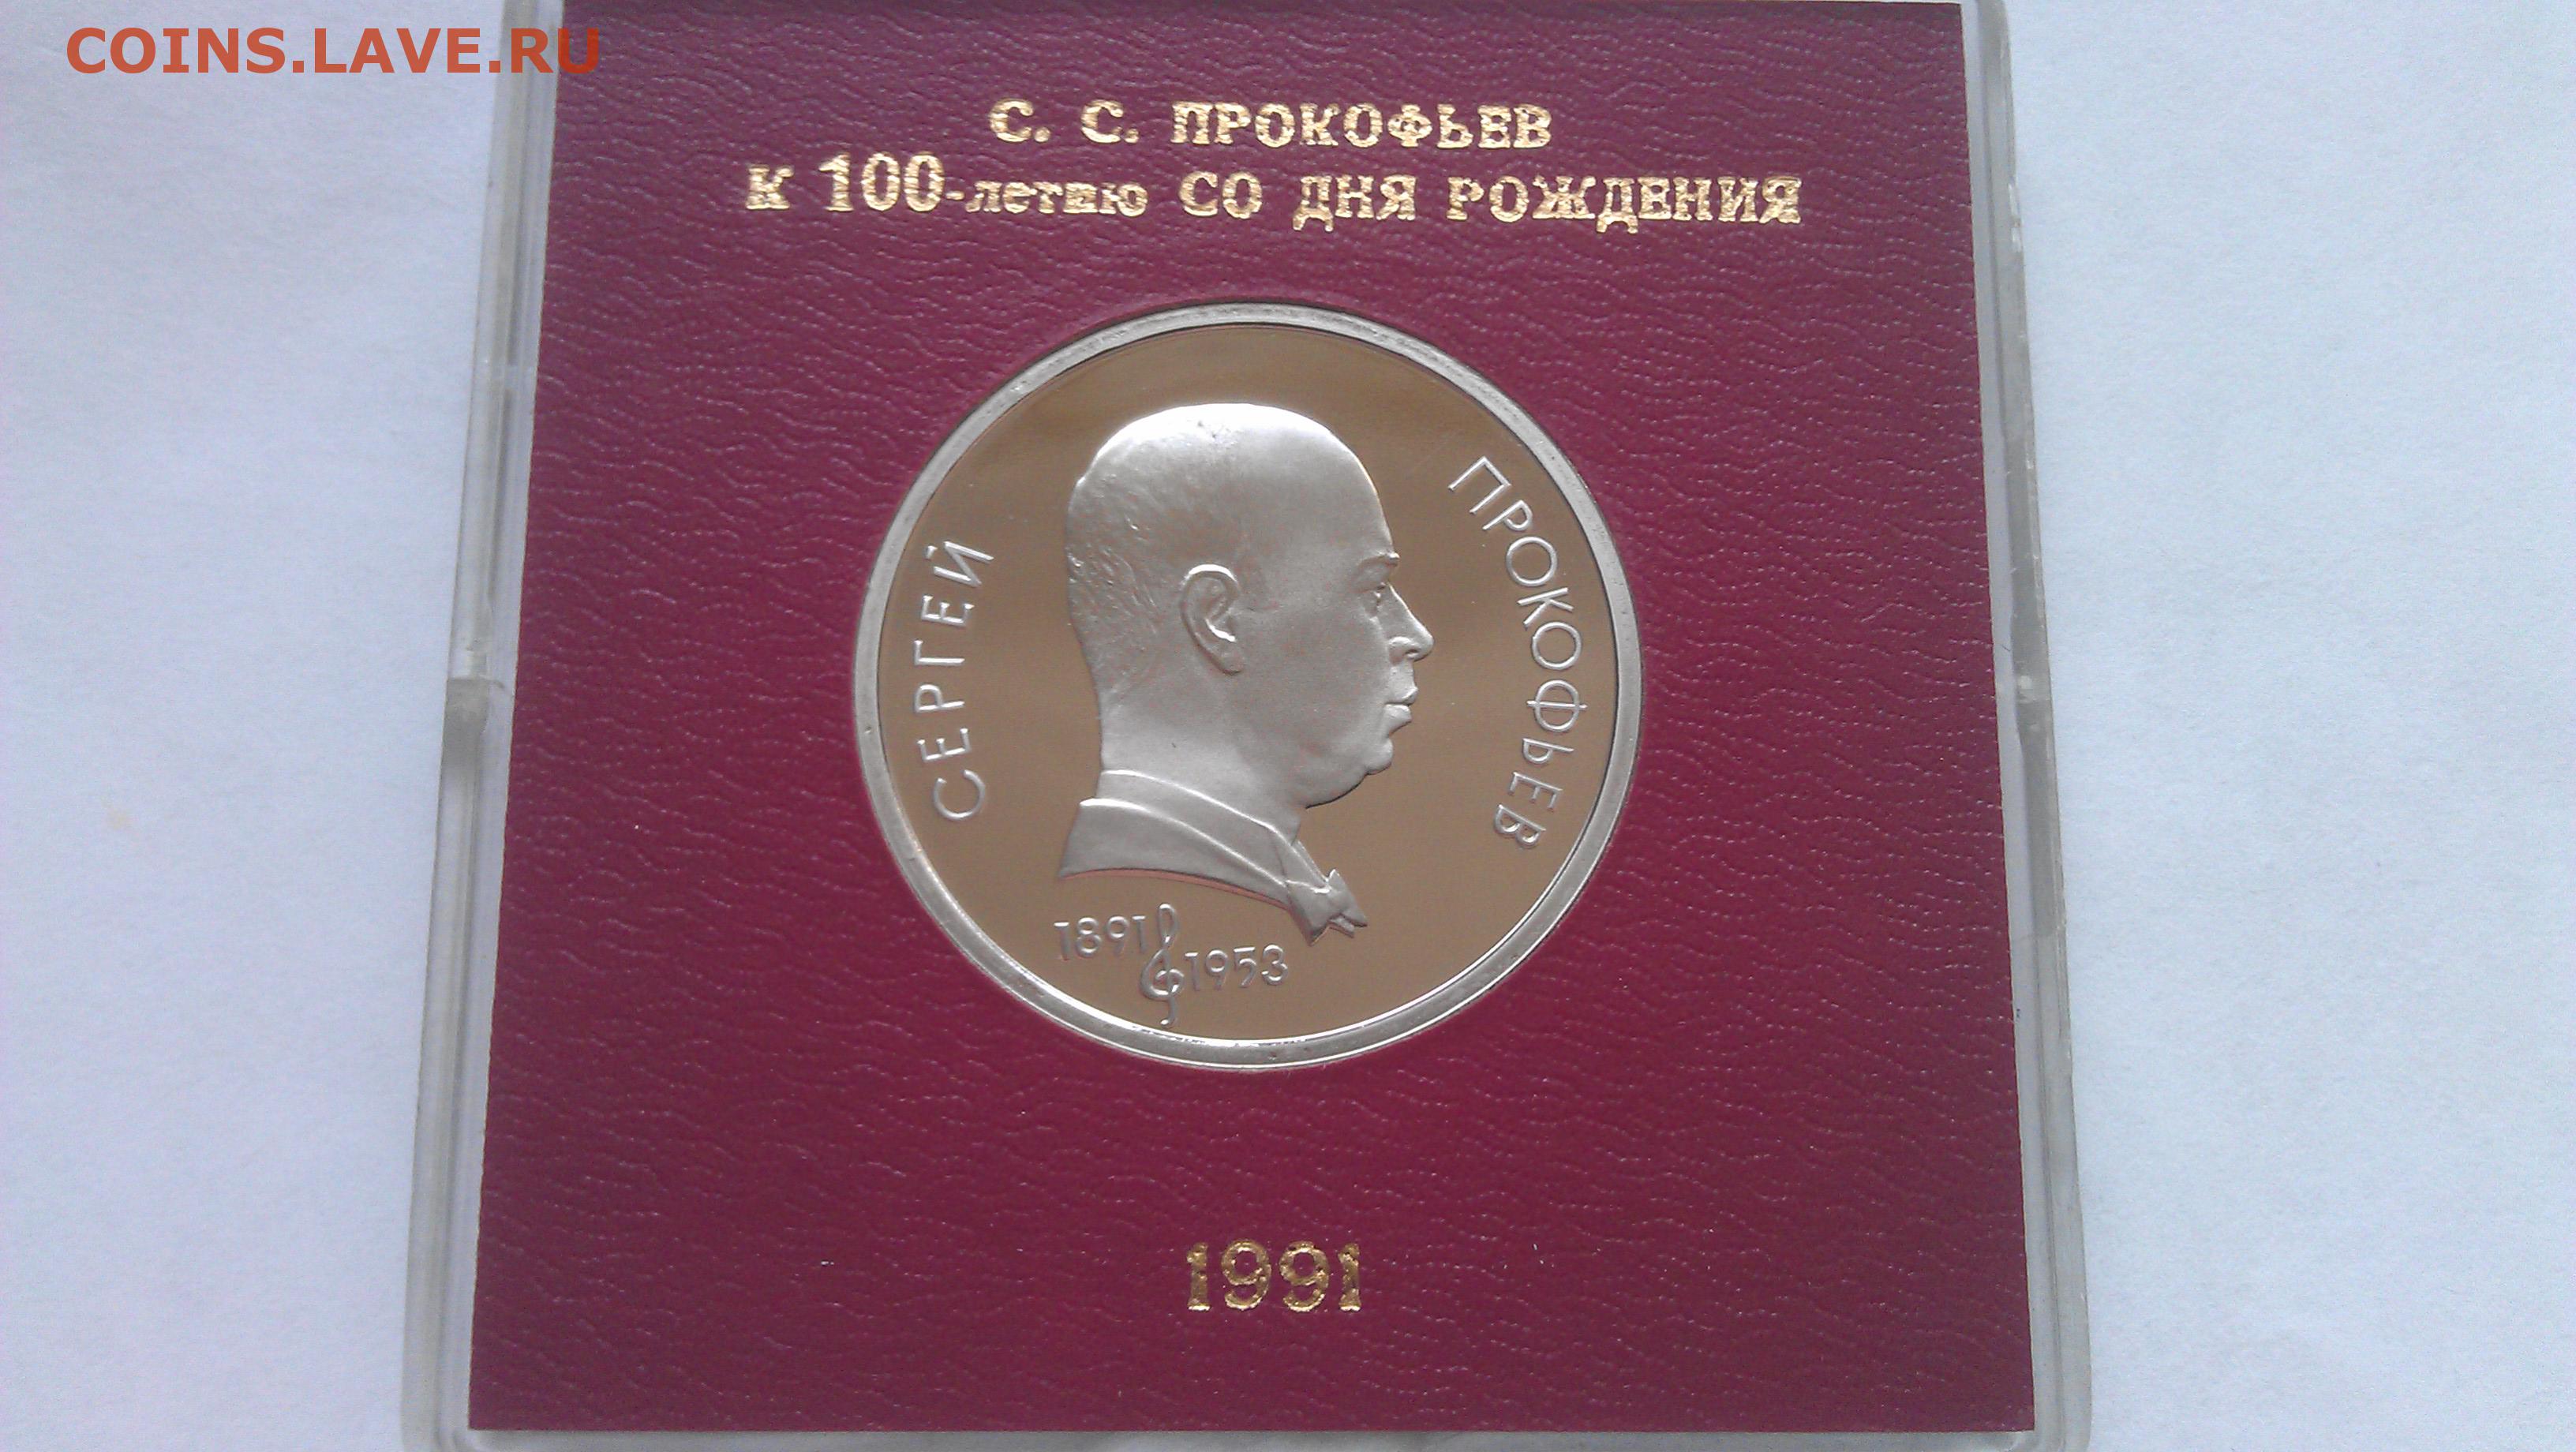 COINS.LAVE.RU
С. С. ПРОКОФЬЕВ
К 100-летию СО ДНЯ РОЖДЕНИЯ
СЕРГЕЙ
ПРОКОФЬЕВ
1891 1953
1991